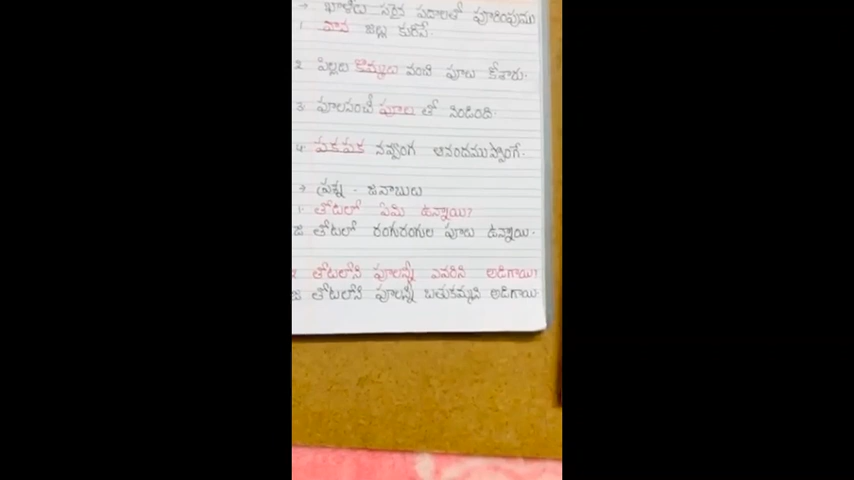 → ఖాళీలు సరైన పదాలతో పూరింపుము
1. వాన జల్లు కురిసే.
2. పిల్లలు కొమ్మలు వంచి పూలు కోశారు.
3. పూలసంచీ పూల తో నిండింది.
4. పకపక నవ్వంగ ఆనందముప్పొంగే.
→ ప్రశ్న - జవాబులు
1. తోటలో ఏమి ఉన్నాయి?
జ తోటలో రంగురంగుల పూలు ఉన్నాయి.
2 తోటలోని పూలన్నీ ఎవరిని అడిగాయి?
జ తోటలోని పూలన్నీ బతుకమ్మని అడిగాయి.